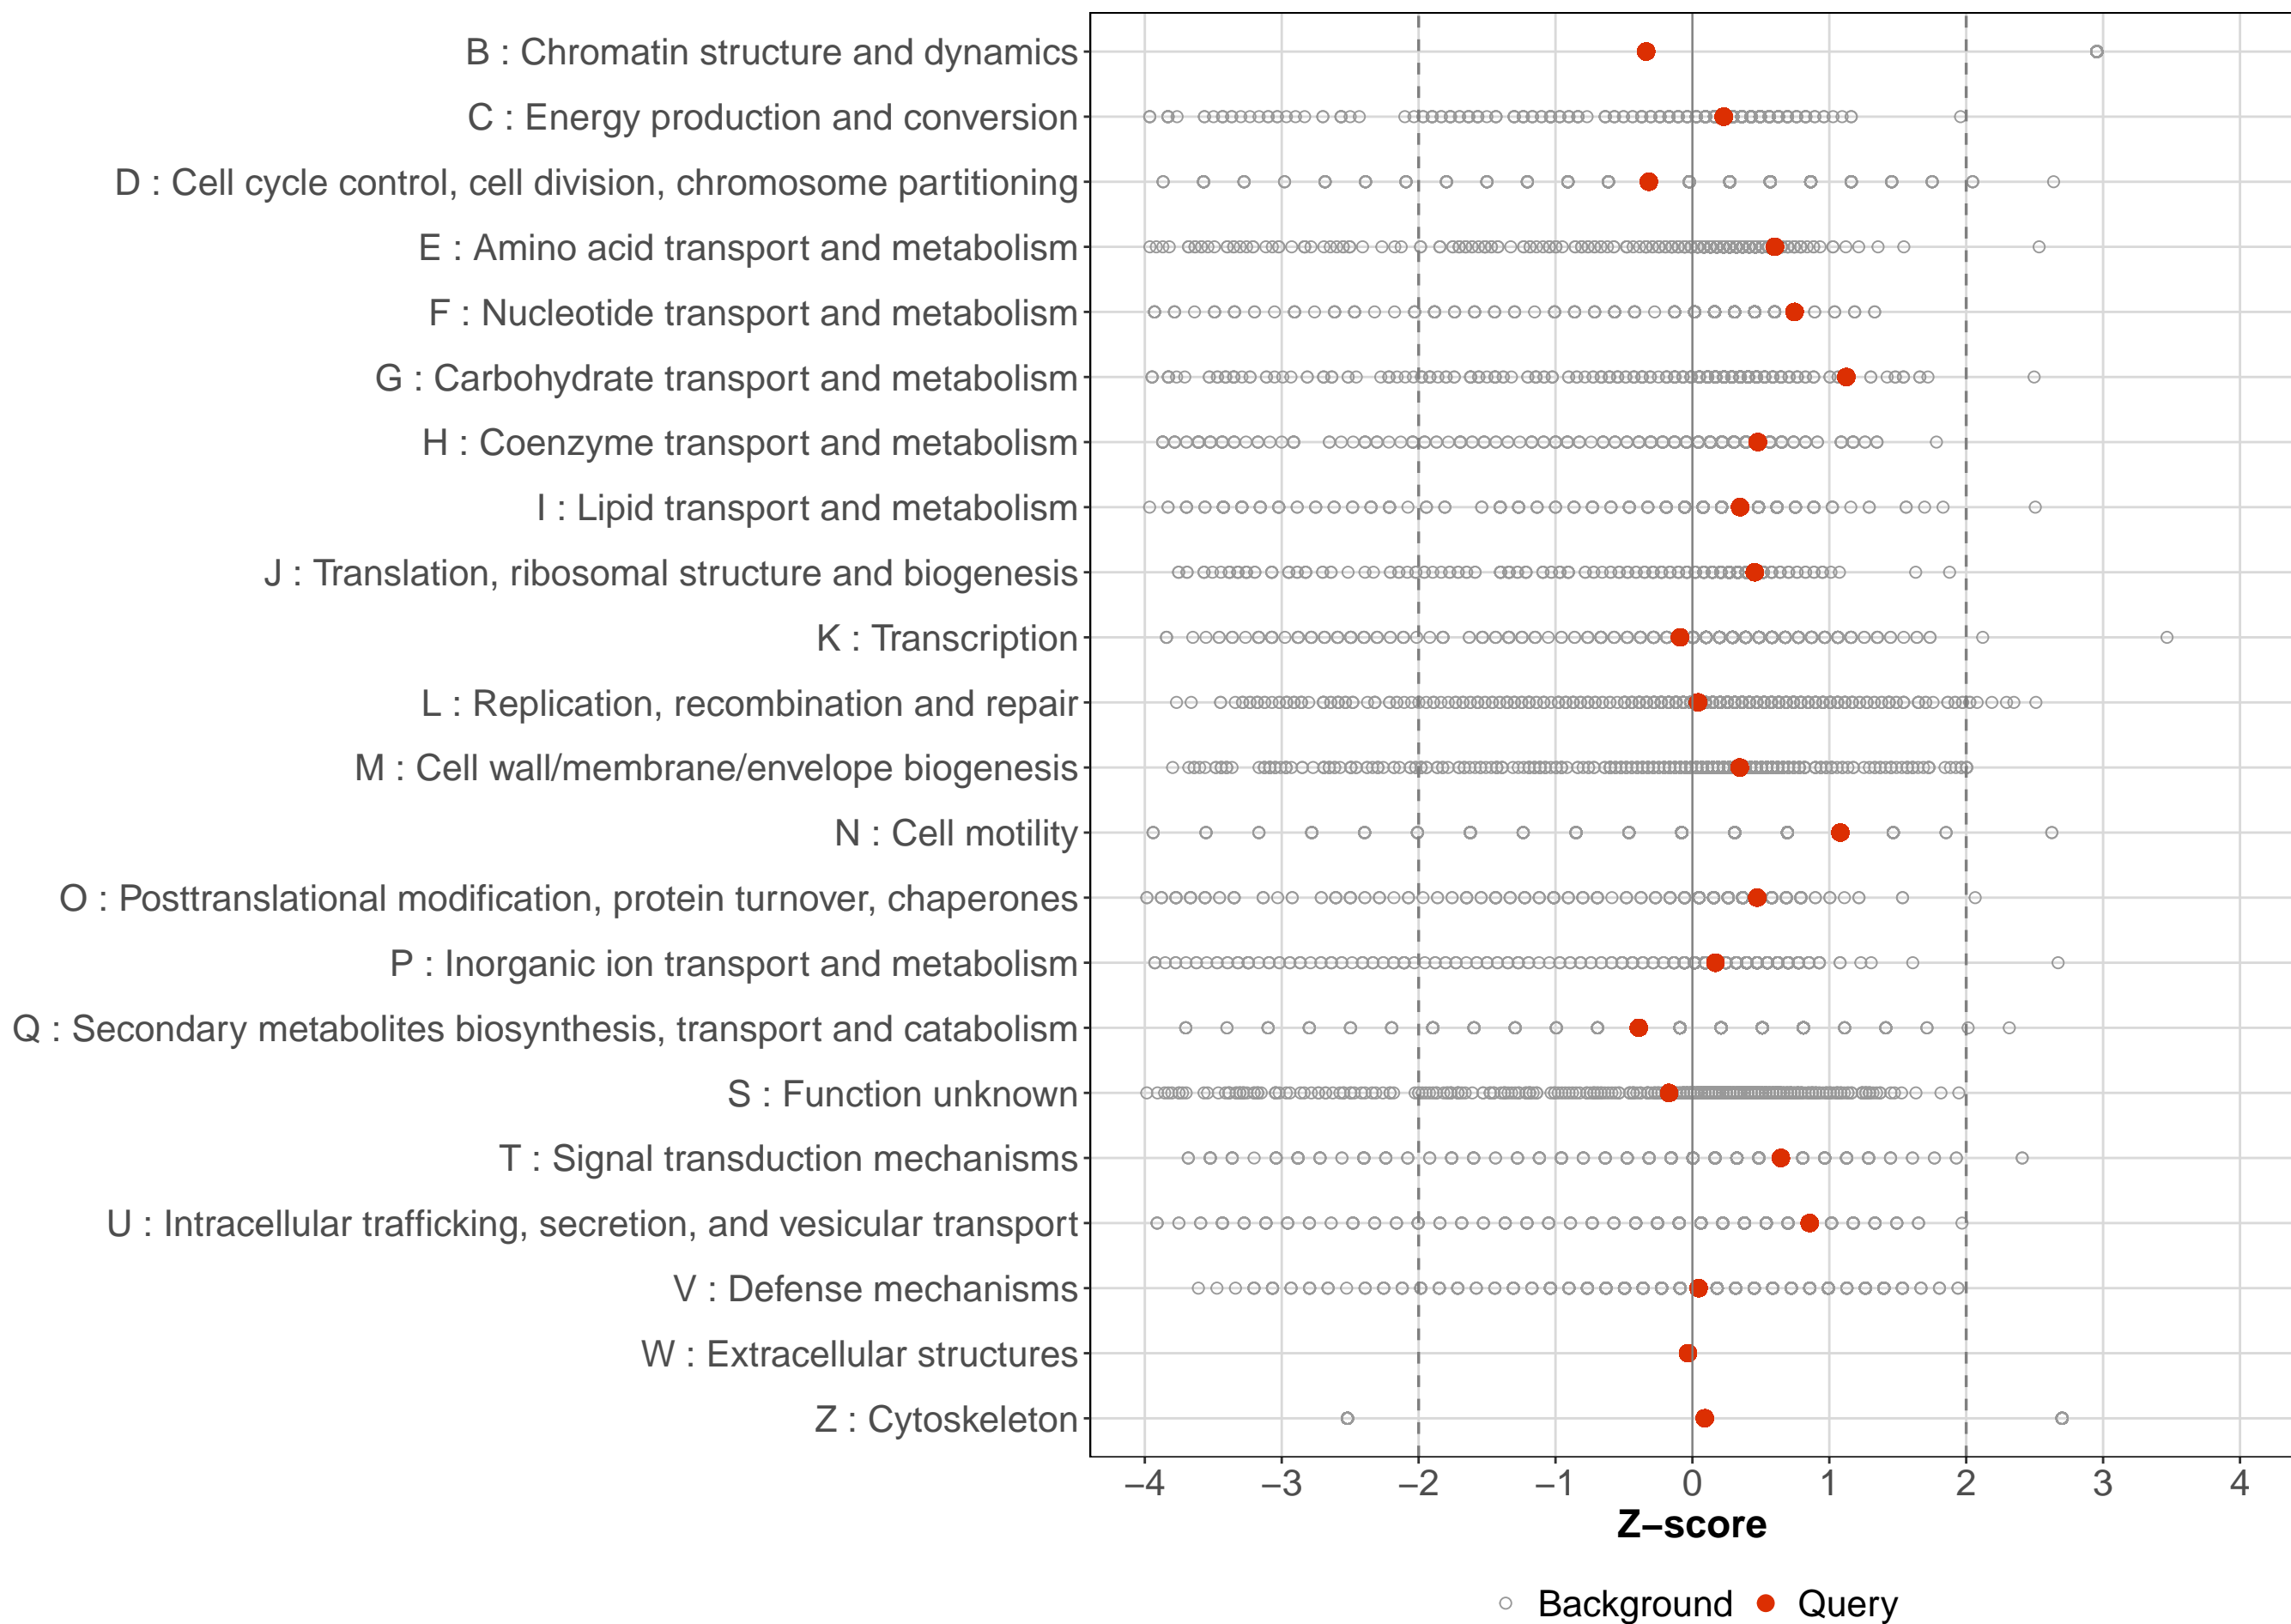 B : Chromatin structure and dynamics
C : Energy production and conversion
D : Cell cycle control, cell division, chromosome partitioning
E : Amino acid transport and metabolism
F : Nucleotide transport and metabolism
G : Carbohydrate transport and metabolism
H : Coenzyme transport and metabolism
I : Lipid transport and metabolism
J : Translation, ribosomal structure and biogenesis
K : Transcription
L : Replication, recombination and repair
M : Cell wall/membrane/envelope biogenesis
N : Cell motility
O : Posttranslational modification, protein turnover, chaperones
P : Inorganic ion transport and metabolism
Q : Secondary metabolites biosynthesis, transport and catabolism
S : Function unknown
T : Signal transduction mechanisms
U : Intracellular trafficking, secretion, and vesicular transport
V : Defense mechanisms
W : Extracellular structures
Z : Cytoskeleton
−4 −3 −2 −1 0 1 2 3 4
Z−score
Background Query